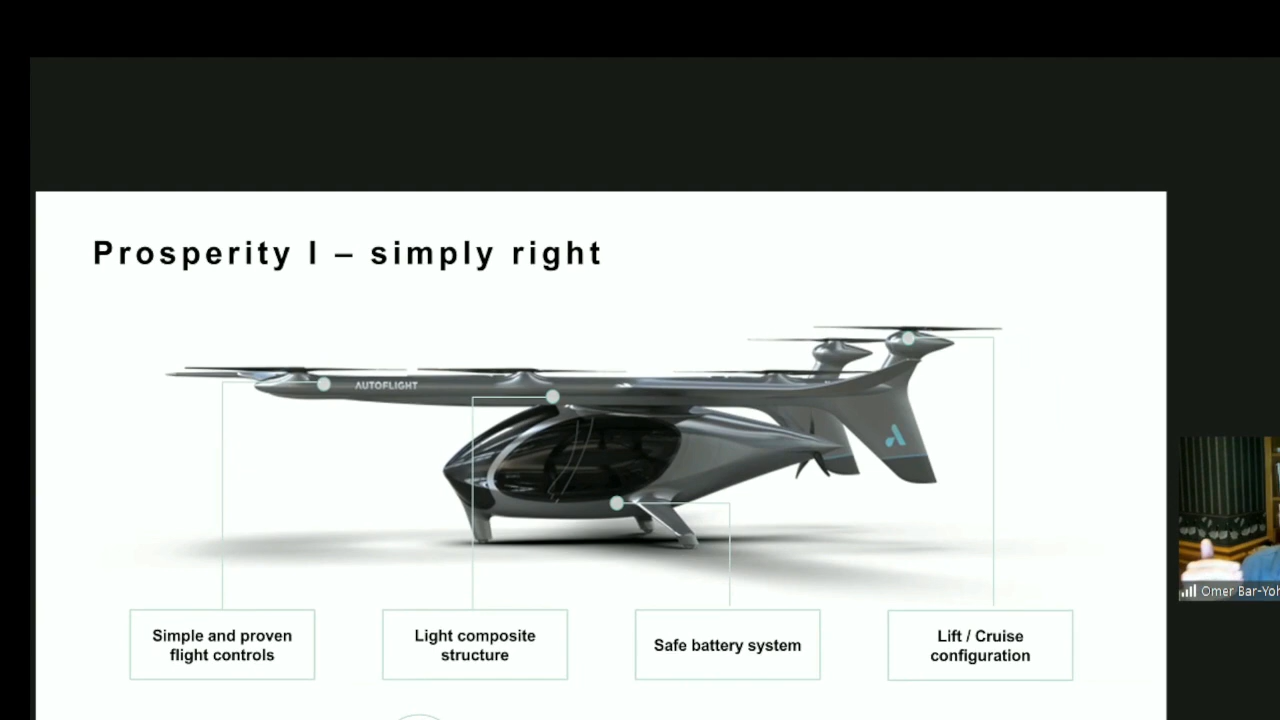 Prosperity I – simply right
AUTOFLIGHT
Simple and proven
flight controls
Light composite
structure
Safe battery system
Lift / Cruise
configuration
Omer Bar-Yoh